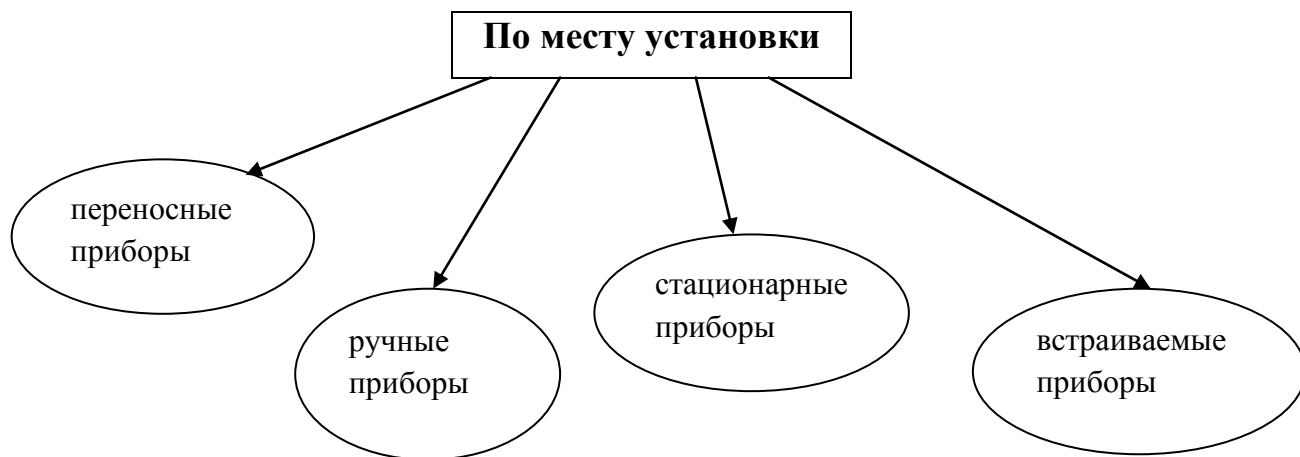 По месту установки
переносные
приборы
ручные
приборы
стационарные
приборы
встраиваемые
приборы